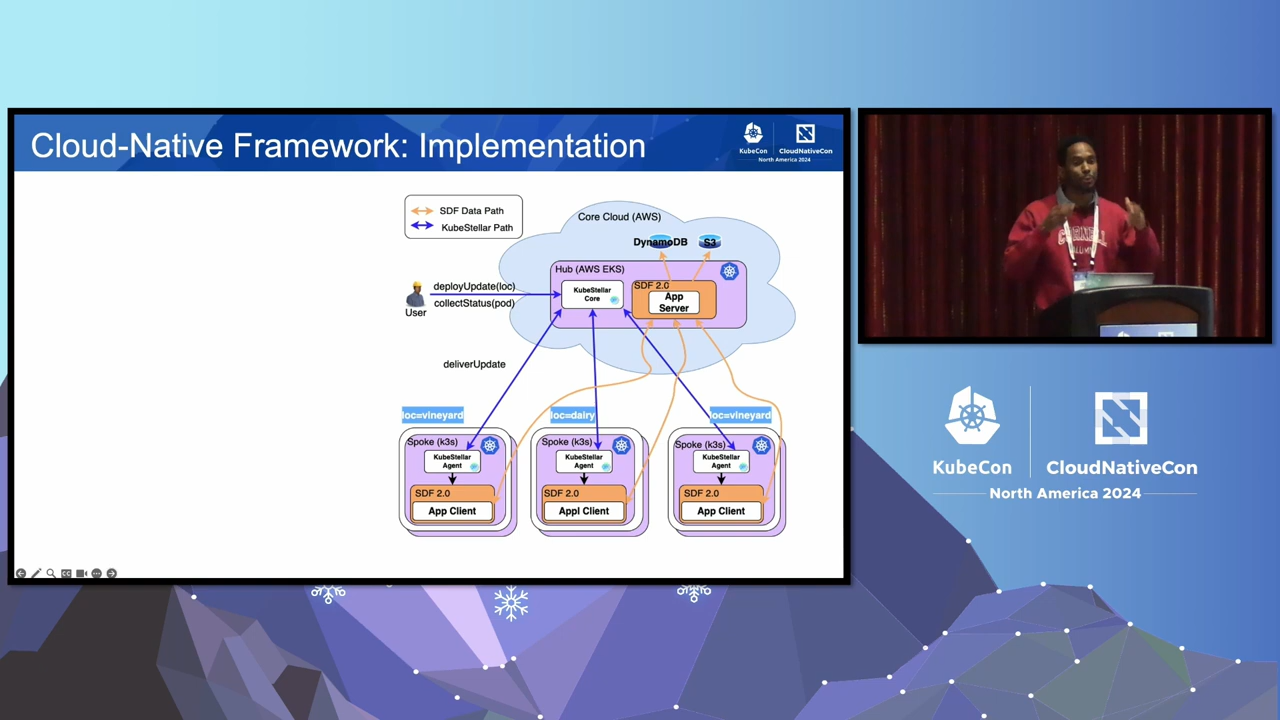 Cloud-Native Framework: Implementation
KubeCon
CloudNativeCon
North America 2024
SDF Data Path
KubeStellar Path
Core Cloud (AWS)
DynamoDB
S3
Hub (AWS EKS)
KubeStellar
Core
SDF 2.0
App
Server
deployUpdate(loc)
collectStatus(pod)
User
deliverUpdate
loc=vineyard
loc=dairy
loc=vineyard
Spoke (k3s)
KubeStellar
Agent
SDF 2.0
App Client
Spoke (k3s)
KubeStellar
Agent
SDF 2.0
Appl Client
Spoke (k3s)
KubeStellar
Agent
SDF 2.0
App Client
CORNELL
ALUMNI
KubeCon
CloudNativeCon
North America 2024